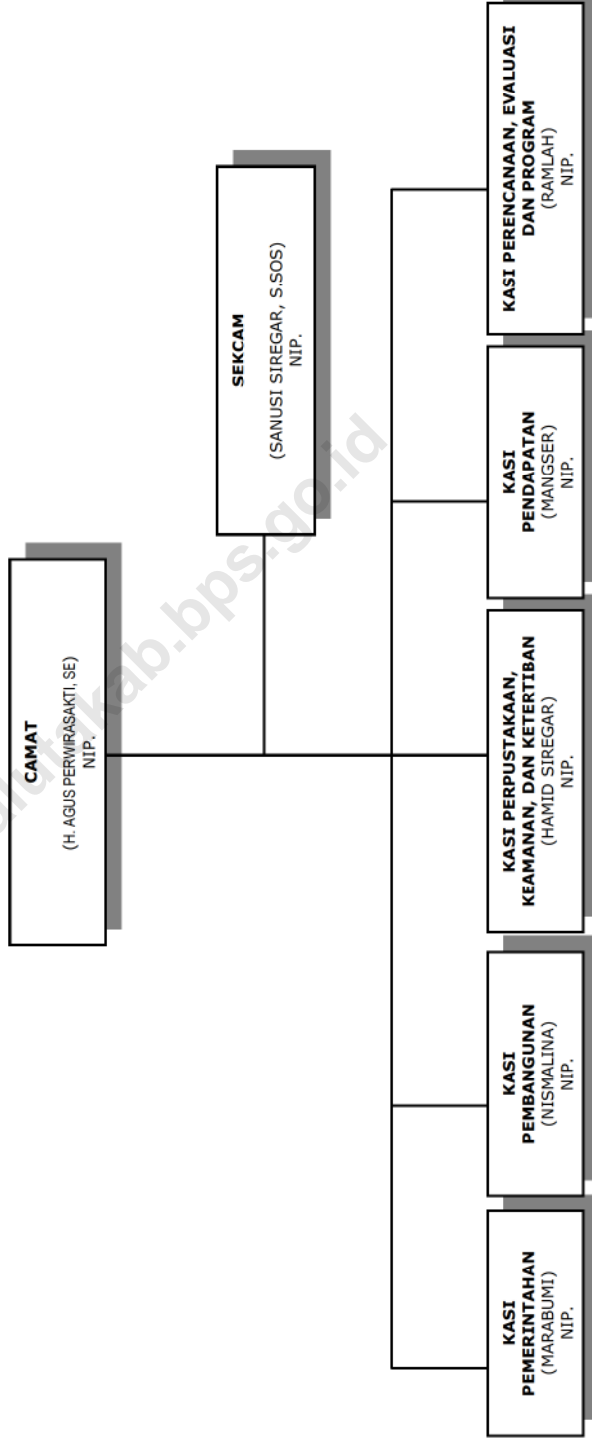 CAMAT
(H. AGUS PERWIRASAKTI, SE)
NIP.
SEKCAM
(SANUSI SIREGAR, S.SOS)
NIP.
KASI
PEMERINTAHAN
(MARABUMI)
NIP.
KASI
PEMBANGUNAN
(NISMALINA)
NIP.
KASI PERPUSTAKAAN,
KEAMANAN, DAN KETERTIBAN
(HAMID SIREGAR)
NIP.
KASI
PENDAPATAN
(MANGSER)
NIP.
KASI PERENCANAAN, EVALUASI
DAN PROGRAM
(RAMLAH)
NIP.